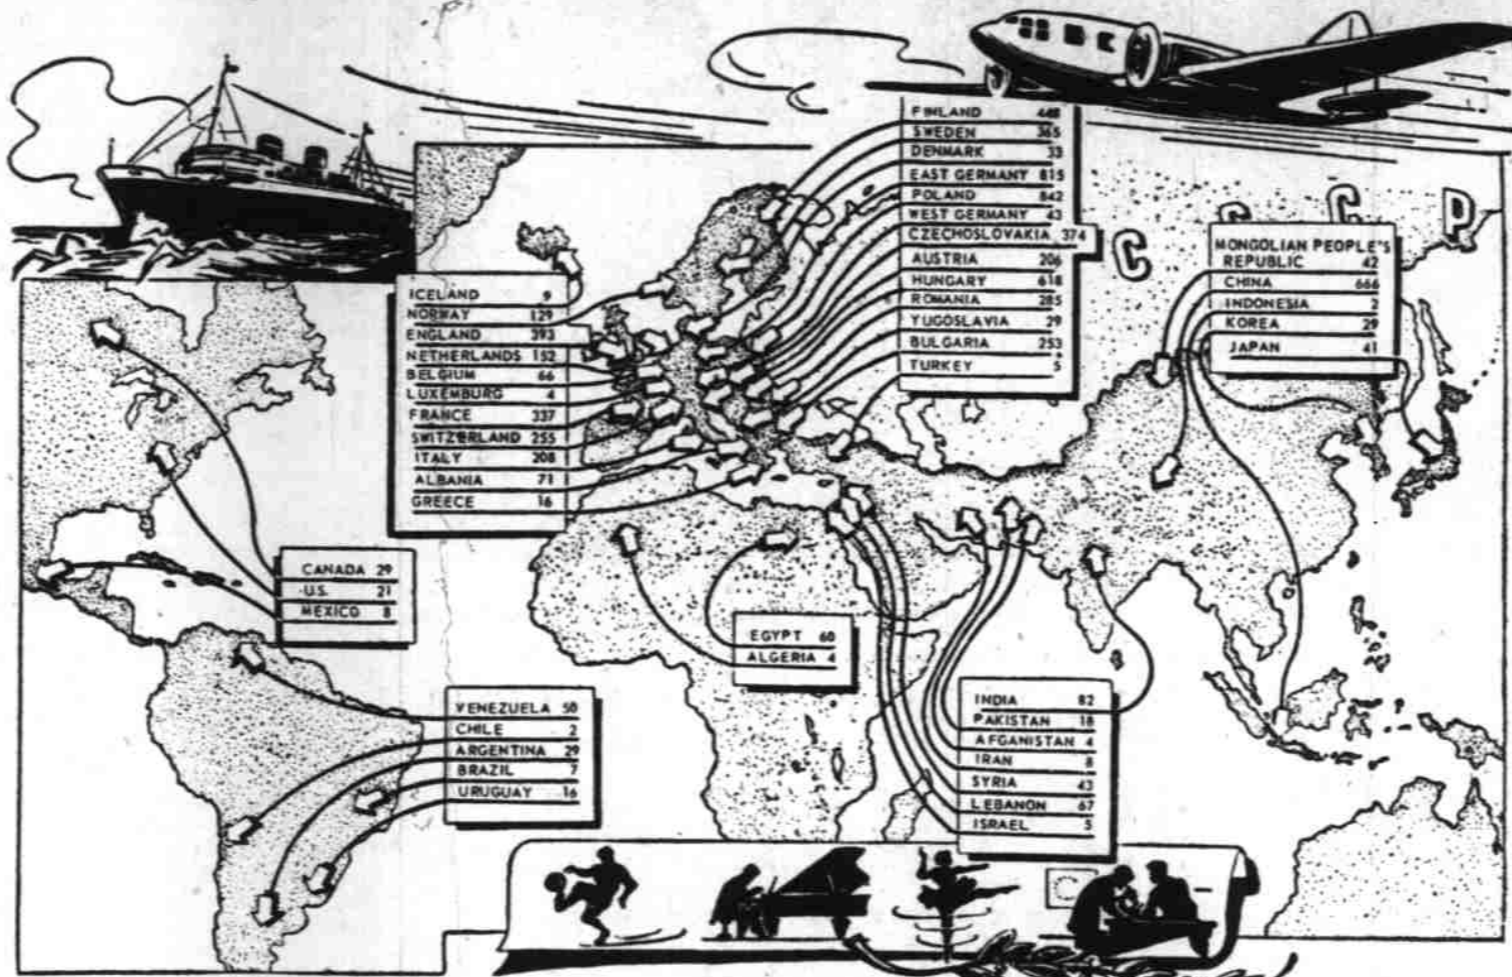 FINLAND 448
SWEDEN 365
DENMARK 33
EAST GERMANY 815
POLAND 842
WEST GERMANY 43
CZECHOSLOVAKIA 374
AUSTRIA 206
HUNGARY 618
ROMANIA 285
YUGOSLAVIA 29
BULGARIA 253
TURKEY 5
C C C P
MONGOLIAN PEOPLE'S
REPUBLIC 42
CHINA 666
INDONESIA 2
KOREA 29
JAPAN 41
ICELAND 9
NORWAY 129
ENGLAND 393
NETHERLANDS 152
BELGIUM 66
LUXEMBURG 4
FRANCE 337
SWITZERLAND 255
ITALY 208
ALBANIA 71
GREECE 16
CANADA 29
U.S. 21
MEXICO 8
EGYPT 60
ALGERIA 4
VENEZUELA 50
CHILE 2
ARGENTINA 29
BRAZIL 7
URUGUAY 16
INDIA 82
PAKISTAN 18
AFGANISTAN 4
IRAN 8
SYRIA 43
LEBANON 67
ISRAEL 5